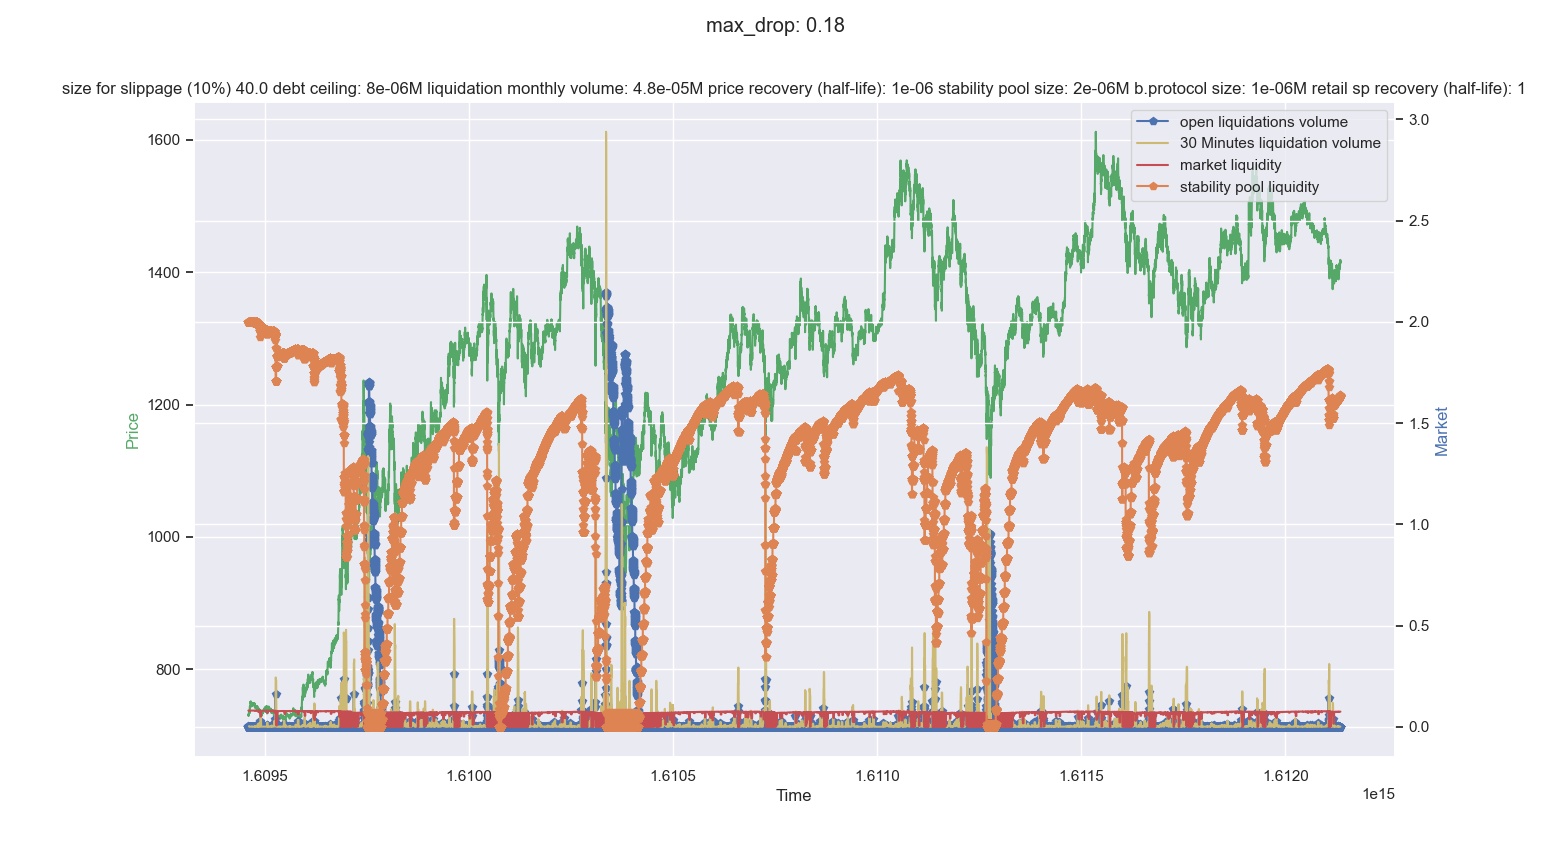 max_drop: 0.18
size for slippage (10%) 40.0 debt ceiling: 8e-06M liquidation monthly volume: 4.8e-05M price recovery (half-life): 1e-06 stability pool size: 2e-06M b.protocol size: 1e-06M retail sp recovery (half-life): 1
open liquidations volume
30 Minutes liquidation volume
market liquidity
stability pool liquidity
1600
1400
1200
1000
800
Price
3.0
2.5
2.0
1.5
1.0
0.5
0.0
Market
1.6095 1.6100 1.6105 1.6110 1.6115 1.6120
1e15
Time